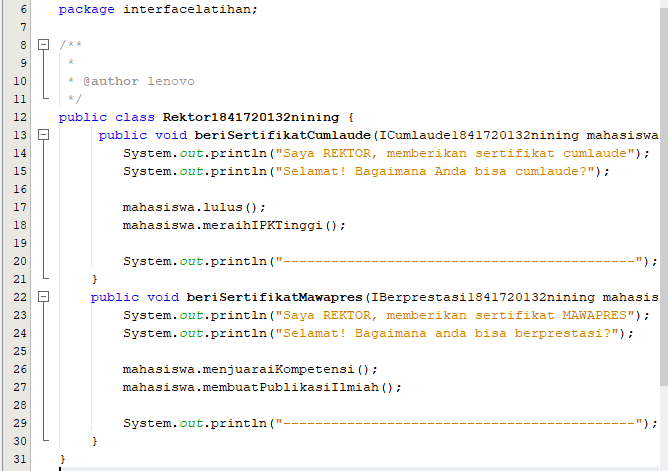 6 package interfacelatihan;
7
8 /**
9 *
10 * @author lenovo
11 */
12 public class Rektor1841720132nining {
13 public void beriSertifikatCumlaude(ICumlaude1841720132nining mahasiswa
14 System.out.println("Saya REKTOR, memberikan sertifikat cumlaude");
15 System.out.println("Selamat! Bagaimana Anda bisa cumlaude?");
16
17 mahasiswa.lulus();
18 mahasiswa.meraihIPKTinggi();
19
20 System.out.println("---------------------------------------------");
21 }
22 public void beriSertifikatMawapres(IBerprestasi1841720132nining mahasis
23 System.out.println("Saya REKTOR, memberikan sertifikat MAWAPRES");
24 System.out.println("Selamat! Bagaimana anda bisa berprestasi?");
25
26 mahasiswa.menjuaraiKompetensi();
27 mahasiswa.membuatPublikasiIlmiah();
28
29 System.out.println("---------------------------------------------");
30 }
31 }